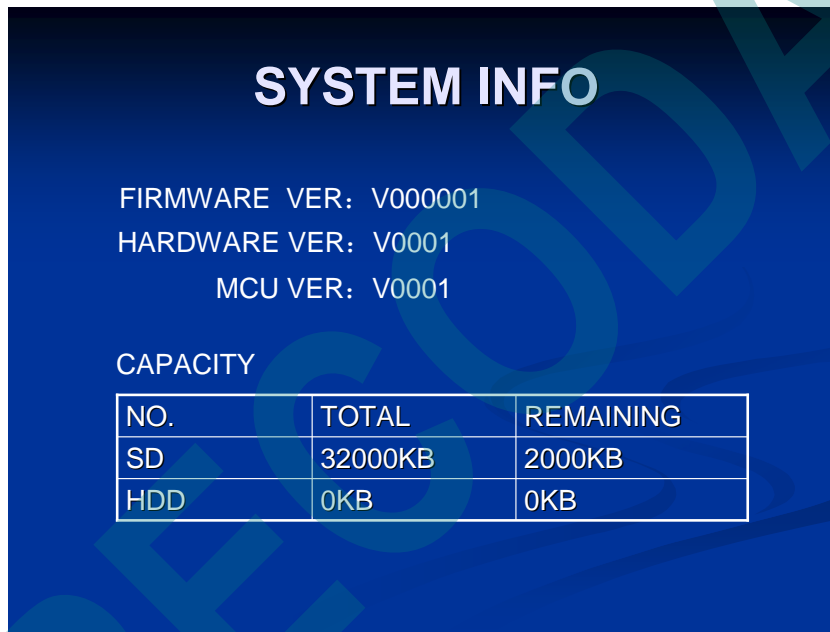 SYSTEM INFO
FIRMWARE VER: V000001
HARDWARE VER: V0001
MCU VER: V0001
CAPACITY
NO. TOTAL REMAINING
SD 32000KB 2000KB
HDD 0KB 0KB